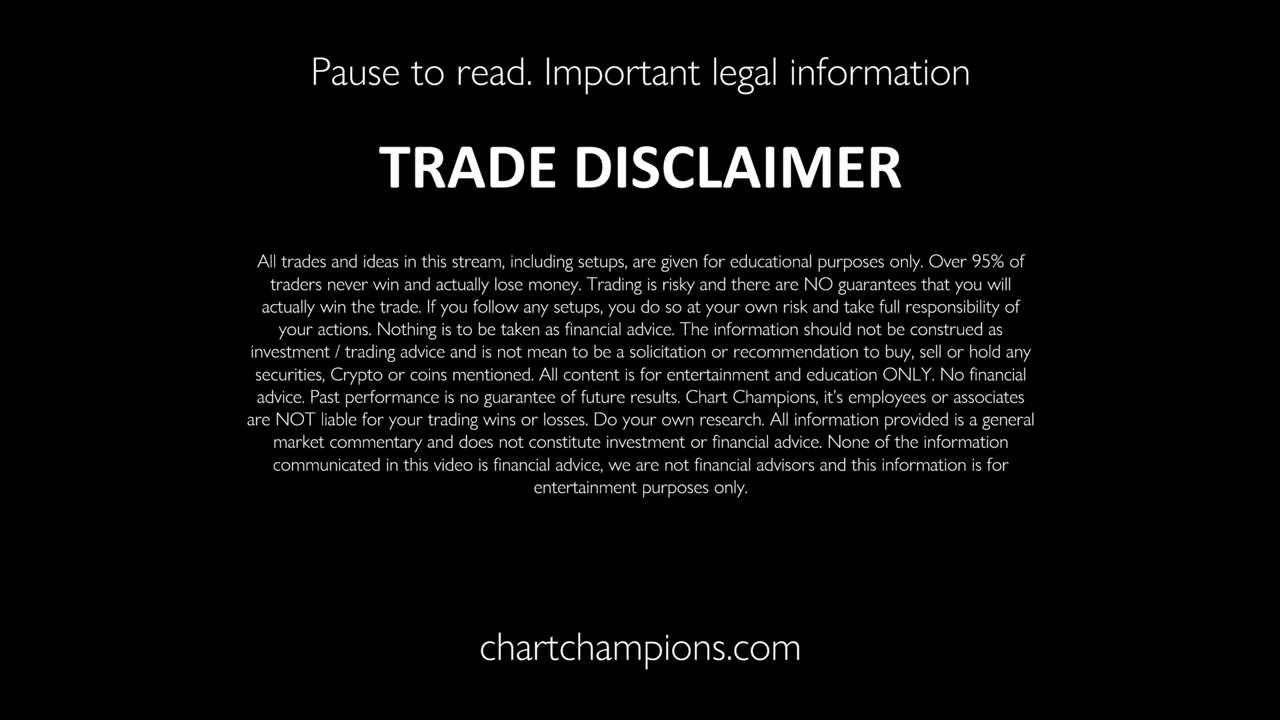 Pause to read. Important legal information
TRADE DISCLAIMER
All trades and ideas in this stream, including setups, are given for educational purposes only. Over 95% of
traders never win and actually lose money. Trading is risky and there are NO guarantees that you will
actually win the trade. If you follow any setups, you do so at your own risk and take full responsibility of
your actions. Nothing is to be taken as financial advice. The information should not be construed as
investment / trading advice and is not mean to be a solicitation or recommendation to buy, sell or hold any
securities, Crypto or coins mentioned. All content is for entertainment and education ONLY. No financial
advice. Past performance is no guarantee of future results. Chart Champions, it's employees or associates
are NOT liable for your trading wins or losses. Do your own research. All information provided is a general
market commentary and does not constitute investment or financial advice. None of the information
communicated in this video is financial advice, we are not financial advisors and this information is for
entertainment purposes only.
chartchampions.com